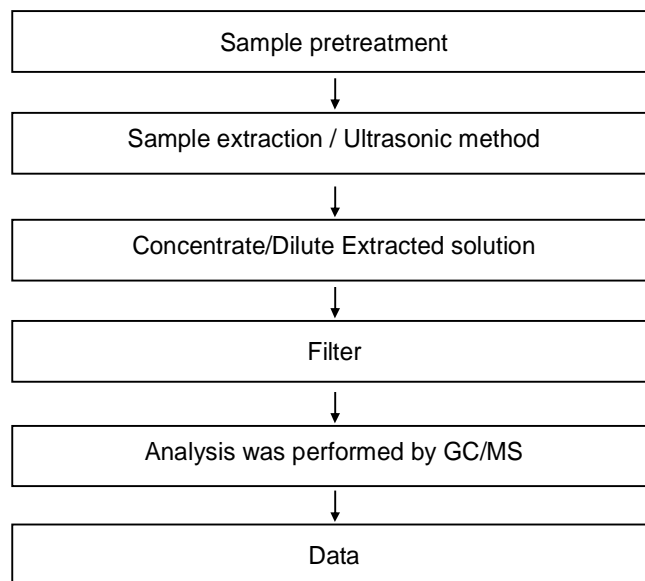 Sample pretreatment
Sample extraction / Ultrasonic method
Concentrate/Dilute Extracted solution
Filter
Analysis was performed by GC/MS
Data